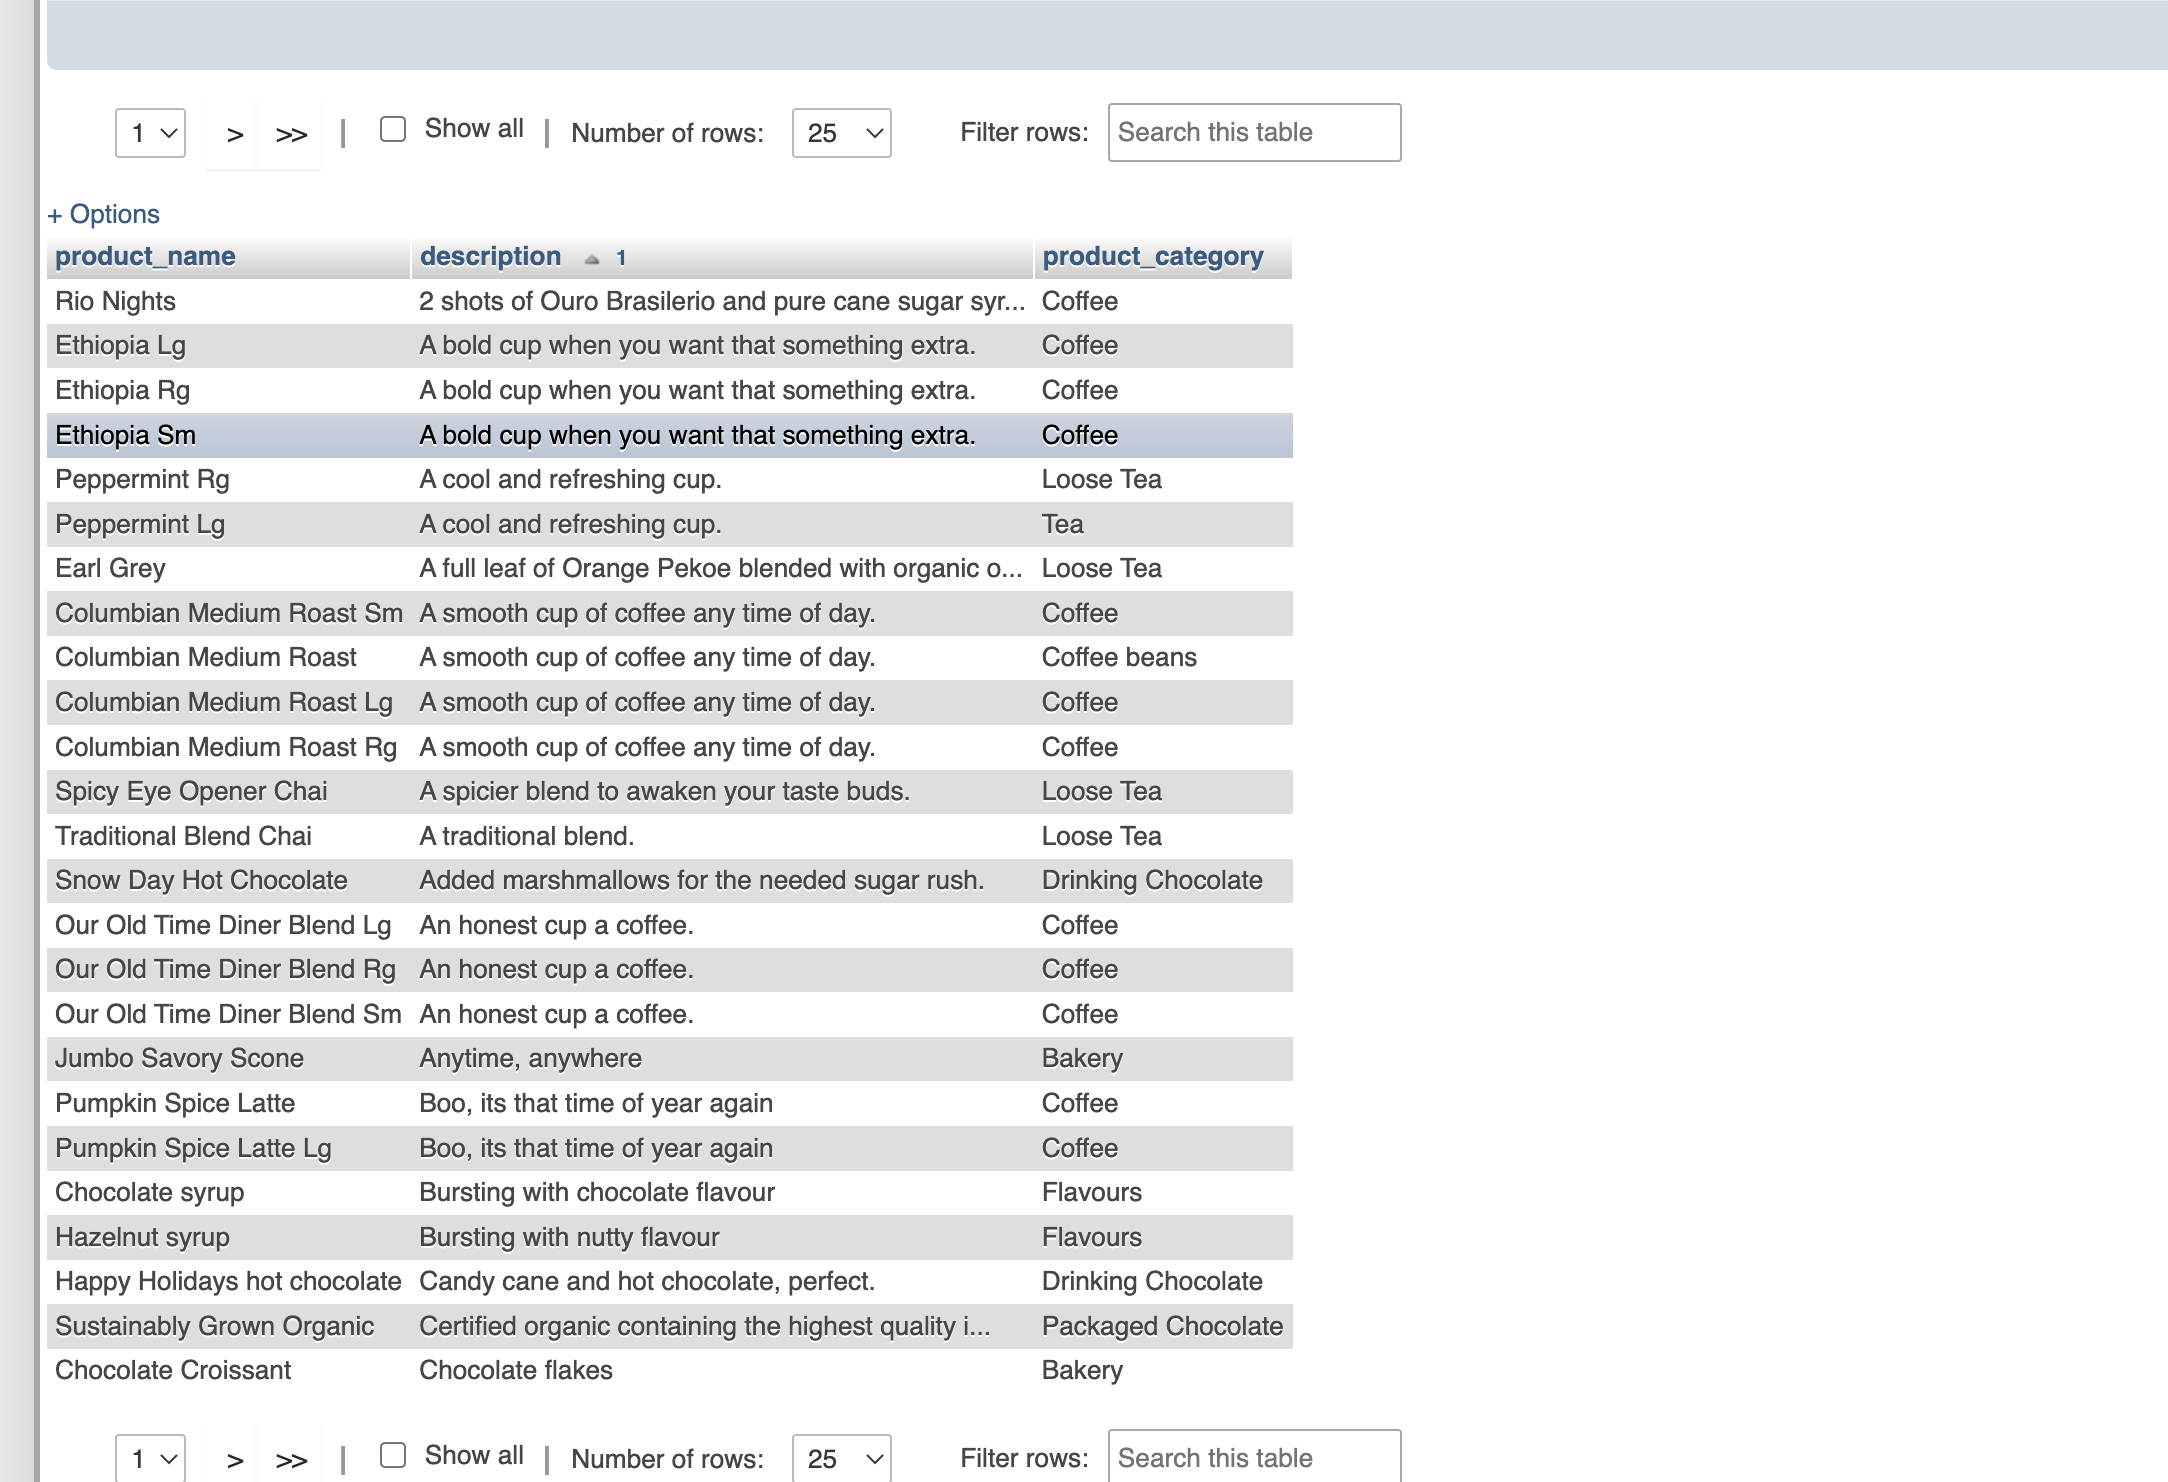 1 > >> | Show all | Number of rows: 25 Filter rows: Search this table
+ Options
product_name description 1 product_category
Rio Nights 2 shots of Ouro Brasilerio and pure cane sugar syr... Coffee
Ethiopia Lg A bold cup when you want that something extra. Coffee
Ethiopia Rg A bold cup when you want that something extra. Coffee
Ethiopia Sm A bold cup when you want that something extra. Coffee
Peppermint Rg A cool and refreshing cup. Loose Tea
Peppermint Lg A cool and refreshing cup. Tea
Earl Grey A full leaf of Orange Pekoe blended with organic o... Loose Tea
Columbian Medium Roast Sm A smooth cup of coffee any time of day. Coffee
Columbian Medium Roast A smooth cup of coffee any time of day. Coffee beans
Columbian Medium Roast Lg A smooth cup of coffee any time of day. Coffee
Columbian Medium Roast Rg A smooth cup of coffee any time of day. Coffee
Spicy Eye Opener Chai A spicier blend to awaken your taste buds. Loose Tea
Traditional Blend Chai A traditional blend. Loose Tea
Snow Day Hot Chocolate Added marshmallows for the needed sugar rush. Drinking Chocolate
Our Old Time Diner Blend Lg An honest cup a coffee. Coffee
Our Old Time Diner Blend Rg An honest cup a coffee. Coffee
Our Old Time Diner Blend Sm An honest cup a coffee. Coffee
Jumbo Savory Scone Anytime, anywhere Bakery
Pumpkin Spice Latte Boo, its that time of year again Coffee
Pumpkin Spice Latte Lg Boo, its that time of year again Coffee
Chocolate syrup Bursting with chocolate flavour Flavours
Hazelnut syrup Bursting with nutty flavour Flavours
Happy Holidays hot chocolate Candy cane and hot chocolate, perfect. Drinking Chocolate
Sustainably Grown Organic Certified organic containing the highest quality i... Packaged Chocolate
Chocolate Croissant Chocolate flakes Bakery
1 > >> | Show all | Number of rows: 25 Filter rows: Search this table